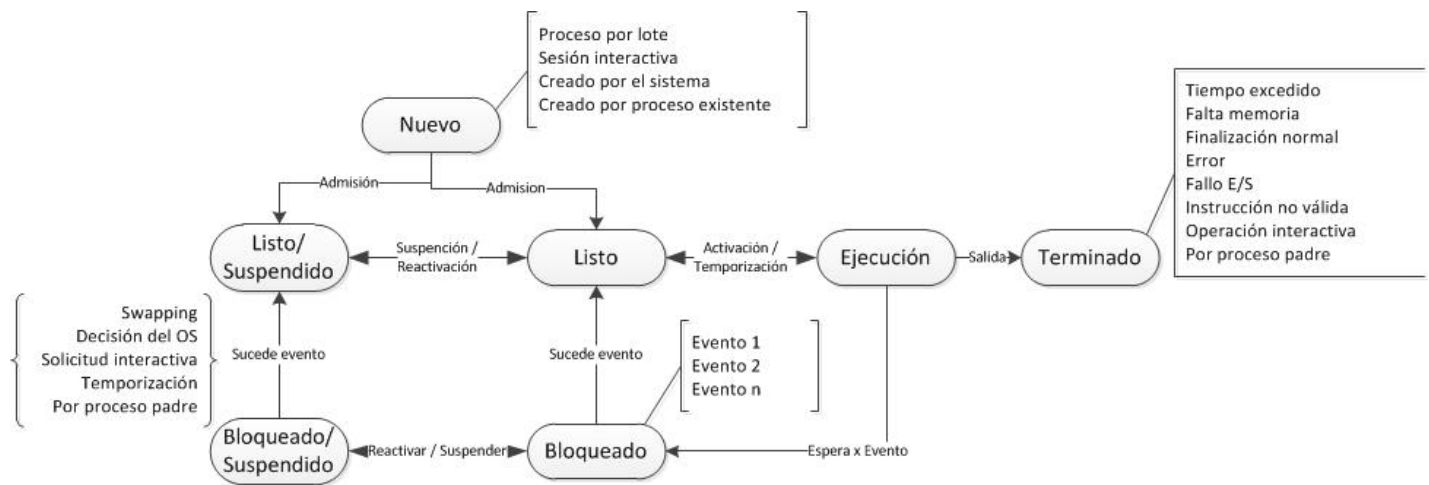 Proceso por lote
Sesión interactiva
Creado por el sistema
Creado por proceso existente
Nuevo
Tiempo excedido
Falta memoria
Finalización normal
Error
Fallo E/S
Instrucción no válida
Operación interactiva
Por proceso padre
Admisión
Admision
Listo/
Suspendido
Suspención /
Reactivación
Listo
Activación /
Temporización
Ejecución
Salida
Terminado
Swapping
Decisión del OS
Solicitud interactiva
Temporización
Por proceso padre
Sucede evento
Sucede evento
Evento 1
Evento 2
Evento n
Bloqueado/
Suspendido
Reactivar / Suspender
Bloqueado
Espera x Evento